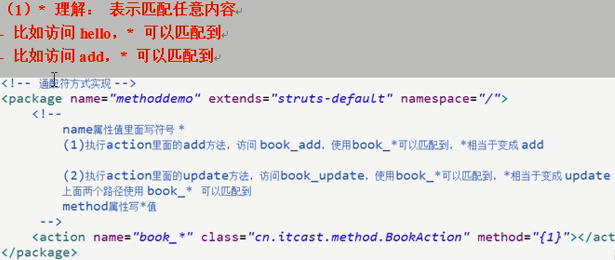 （1）* 理解： 表示匹配任意内容
- 比如访问 hello，* 可以匹配到
- 比如访问 add，* 可以匹配到
<!-- 通配符方式实现 -->
<package name="methoddemo" extends="struts-default" namespace="/">
<!--
name属性值里面写符号 *
(1)执行action里面的add方法，访问 book_add，使用book_*可以匹配到，*相当于变成 add
(2)执行action里面的update方法，访问book_update，使用book_*可以匹配到，*相当于变成 update
上面两个路径使用 book_* 可以匹配到
method属性写*值
-->
<action name="book_*" class="cn.itcast.method.BookAction" method="{1}"></act
</package>